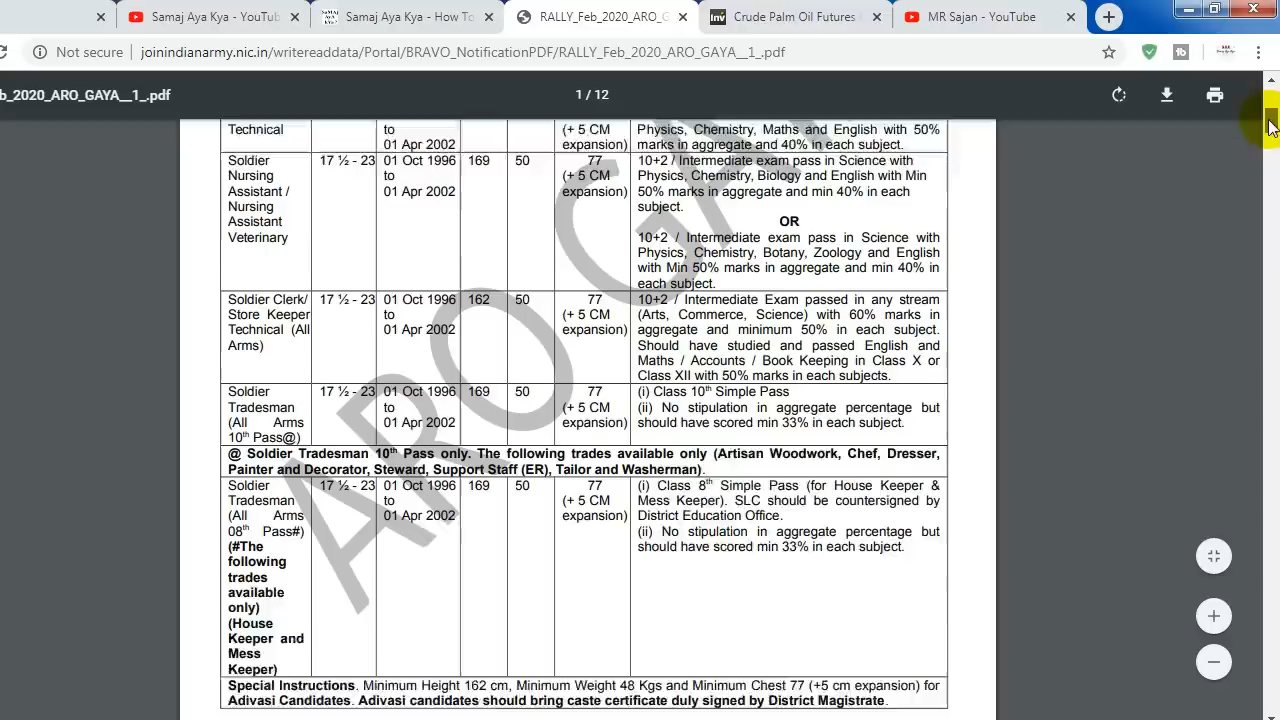 Samaj Aya Kya - YouTub
Samaj Aya Kya - How To
RALLY_Feb_2020_ARO_G
Inv
Crude Palm Oil Futures
MR Sajan - YouTube
Not secure
joinindianarmy.nic.in/writereaddata/Portal/BRAVO_NotificationPDF/RALLY_Feb_2020_ARO_GAYA__1_.pdf
b_2020_ARO_GAYA__1_.pdf
1 / 12
Technical
to
01 Apr 2002
(+ 5 CM
expansion)
Physics, Chemistry, Maths and English with 50%
marks in aggregate and 40% in each subject.
Soldier
Nursing
Assistant /
Nursing
Assistant
Veterinary
17 ½ - 23
01 Oct 1996
to
01 Apr 2002
169
50
77
(+ 5 CM
expansion)
10+2 / Intermediate exam pass in Science with
Physics, Chemistry, Biology and English with Min
50% marks in aggregate and min 40% in each
subject.
OR
10+2 / Intermediate exam pass in Science with
Physics, Chemistry, Botany, Zoology and English
with Min 50% marks in aggregate and min 40% in
each subject.
Soldier Clerk/
Store Keeper
Technical (All
Arms)
17 ½ - 23
01 Oct 1996
to
01 Apr 2002
162
50
77
(+ 5 CM
expansion)
10+2 / Intermediate Exam passed in any stream
(Arts, Commerce, Science) with 60% marks in
aggregate and minimum 50% in each subject.
Should have studied and passed English and
Maths / Accounts / Book Keeping in Class X or
Class XII with 50% marks in each subjects.
Soldier
Tradesman
(All Arms
10th Pass@)
17 ½ - 23
01 Oct 1996
to
01 Apr 2002
169
50
77
(+ 5 CM
expansion)
(i) Class 10th Simple Pass
(ii) No stipulation in aggregate percentage but
should have scored min 33% in each subject.
@ Soldier Tradesman 10th Pass only. The following trades available only (Artisan Woodwork, Chef, Dresser,
Painter and Decorator, Steward, Support Staff (ER), Tailor and Washerman).
Soldier
Tradesman
(All Arms
08th Pass#)
(#The
following
trades
available
only)
(House
Keeper and
Mess
Keeper)
17 ½ - 23
01 Oct 1996
to
01 Apr 2002
169
50
77
(+ 5 CM
expansion)
(i) Class 8th Simple Pass (for House Keeper &
Mess Keeper). SLC should be countersigned by
District Education Office.
(ii) No stipulation in aggregate percentage but
should have scored min 33% in each subject.
Special Instructions. Minimum Height 162 cm, Minimum Weight 48 Kgs and Minimum Chest 77 (+5 cm expansion) for
Adivasi Candidates. Adivasi candidates should bring caste certificate duly signed by District Magistrate.
ARO GA